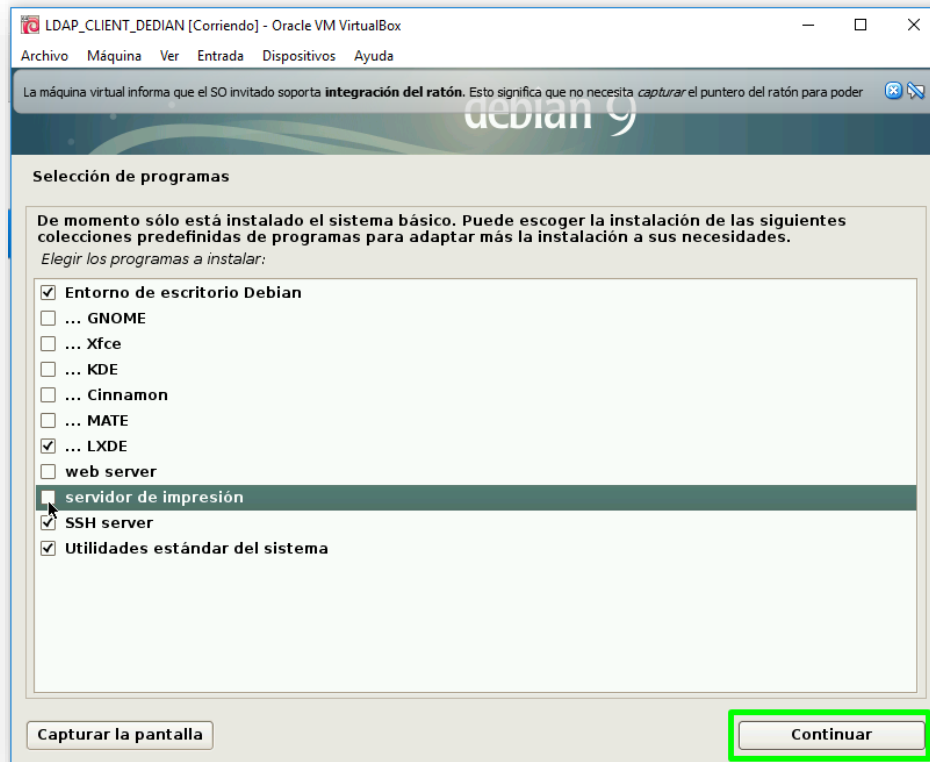 LDAP_CLIENT_DEDIAN [Corriendo] - Oracle VM VirtualBox
Archivo Máquina Ver Entrada Dispositivos Ayuda
La máquina virtual informa que el SO invitado soporta integración del ratón. Esto significa que no necesita capturar el puntero del ratón para poder
debian 9
Selección de programas
De momento sólo está instalado el sistema básico. Puede escoger la instalación de las siguientes
colecciones predefinidas de programas para adaptar más la instalación a sus necesidades.
Elegir los programas a instalar:
Entorno de escritorio Debian
... GNOME
... Xfce
... KDE
... Cinnamon
... MATE
... LXDE
web server
servidor de impresión
SSH server
Utilidades estándar del sistema
Capturar la pantalla
Continuar